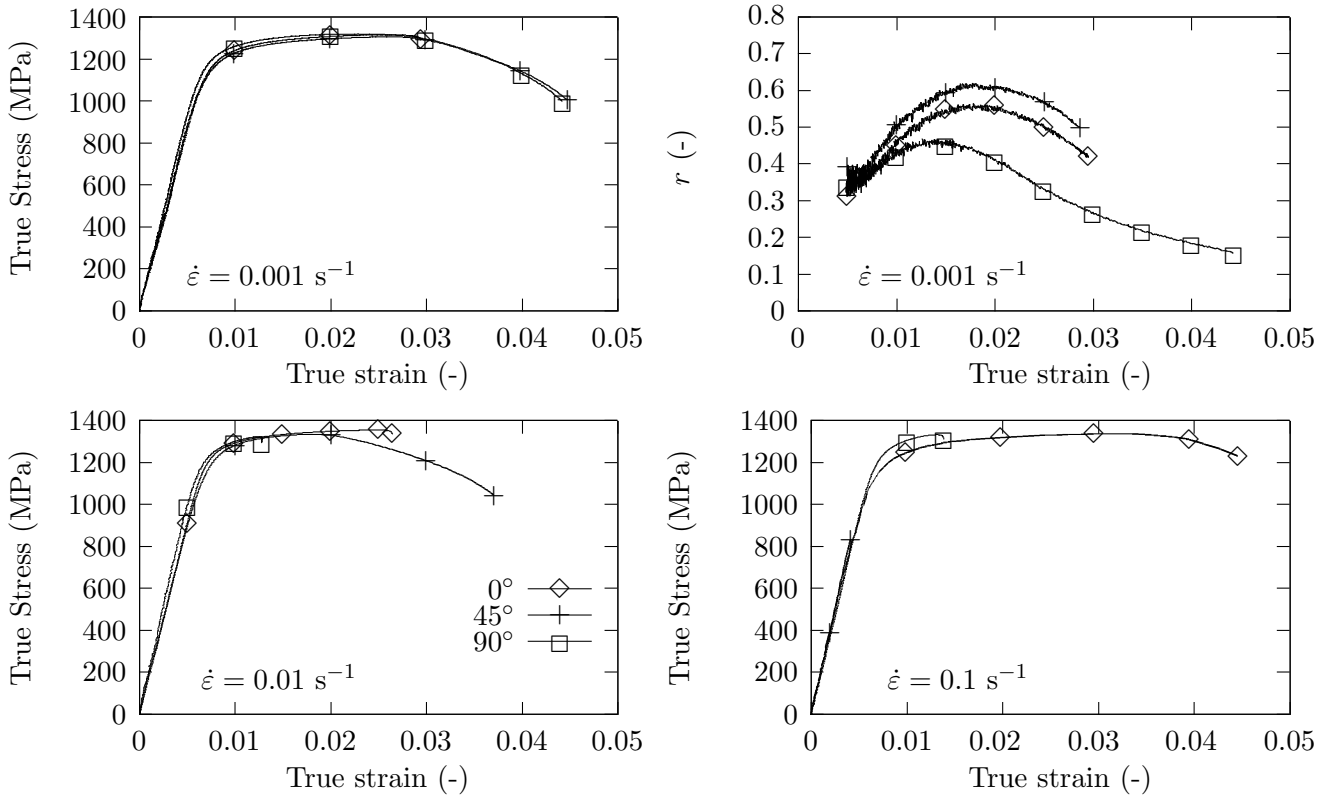 True Stress (MPa)
1400
1200
1000
800
600
400
200
0
0 0.01 0.02 0.03 0.04 0.05
True strain (-)
ε̇ = 0.001 s⁻¹
r (-)
0.8
0.7
0.6
0.5
0.4
0.3
0.2
0.1
0
0 0.01 0.02 0.03 0.04 0.05
True strain (-)
ε̇ = 0.001 s⁻¹
True Stress (MPa)
1400
1200
1000
800
600
400
200
0
0 0.01 0.02 0.03 0.04 0.05
True strain (-)
0°
45°
90°
ε̇ = 0.01 s⁻¹
True Stress (MPa)
1400
1200
1000
800
600
400
200
0
0 0.01 0.02 0.03 0.04 0.05
True strain (-)
ε̇ = 0.1 s⁻¹